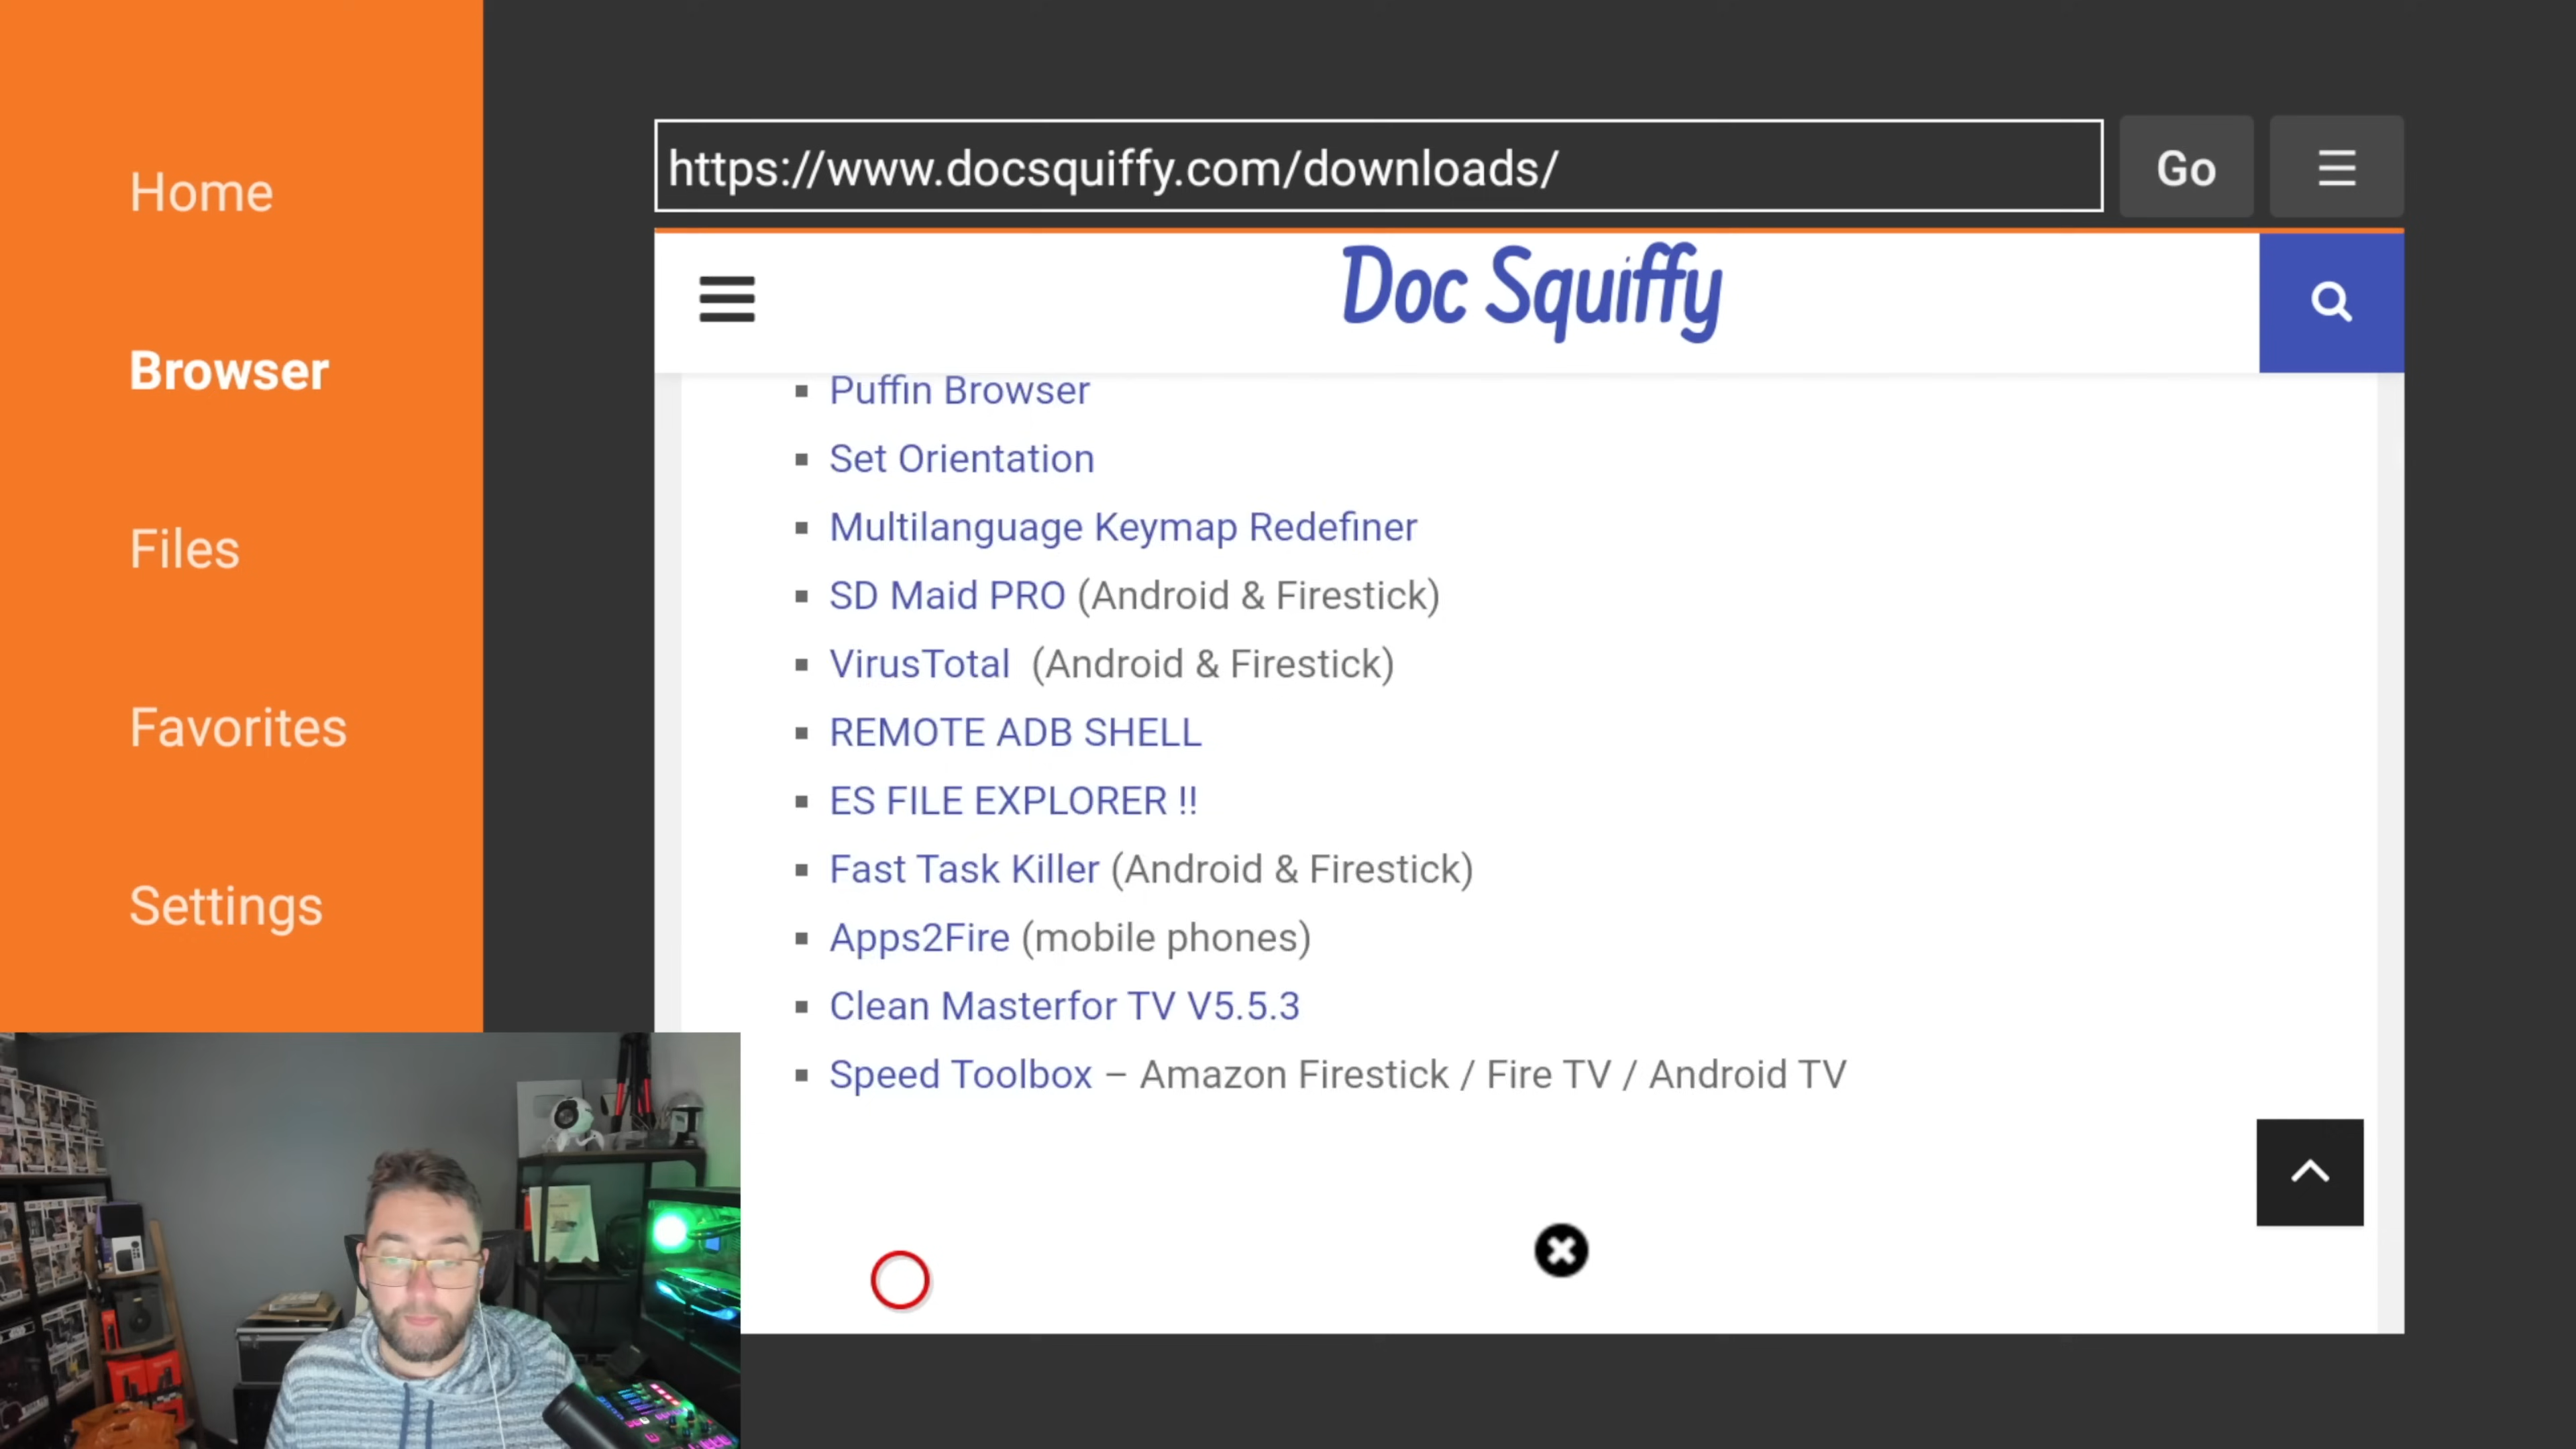 Home
Browser
Files
Favorites
Settings
https://www.docsquiffy.com/downloads/
Go
Doc Squiffy
Puffin Browser
Set Orientation
Multilanguage Keymap Redefiner
SD Maid PRO (Android & Firestick)
VirusTotal (Android & Firestick)
REMOTE ADB SHELL
ES FILE EXPLORER !!
Fast Task Killer (Android & Firestick)
Apps2Fire (mobile phones)
Clean Masterfor TV V5.5.3
Speed Toolbox – Amazon Firestick / Fire TV / Android TV